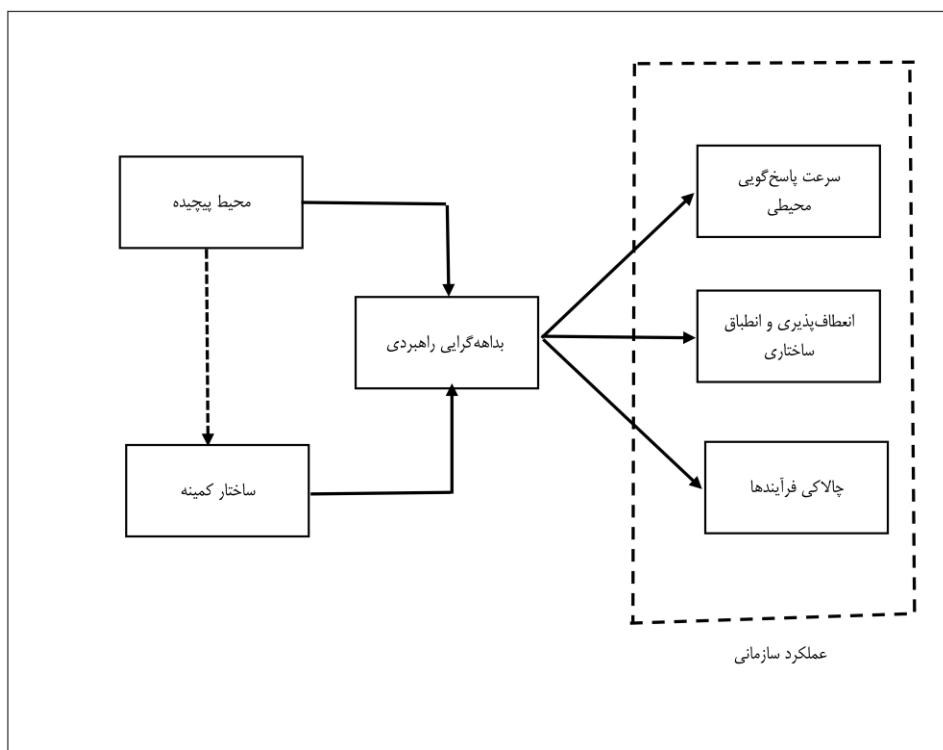 سرعت پاسخ‌گویی
محیطی
محیط پیچیده
انعطاف‌پذیری و انطباق
ساختاری
بداهه‌گرایی راهبردی
چالاکی فرآیندها
ساختار کمینه
عملکرد سازمانی